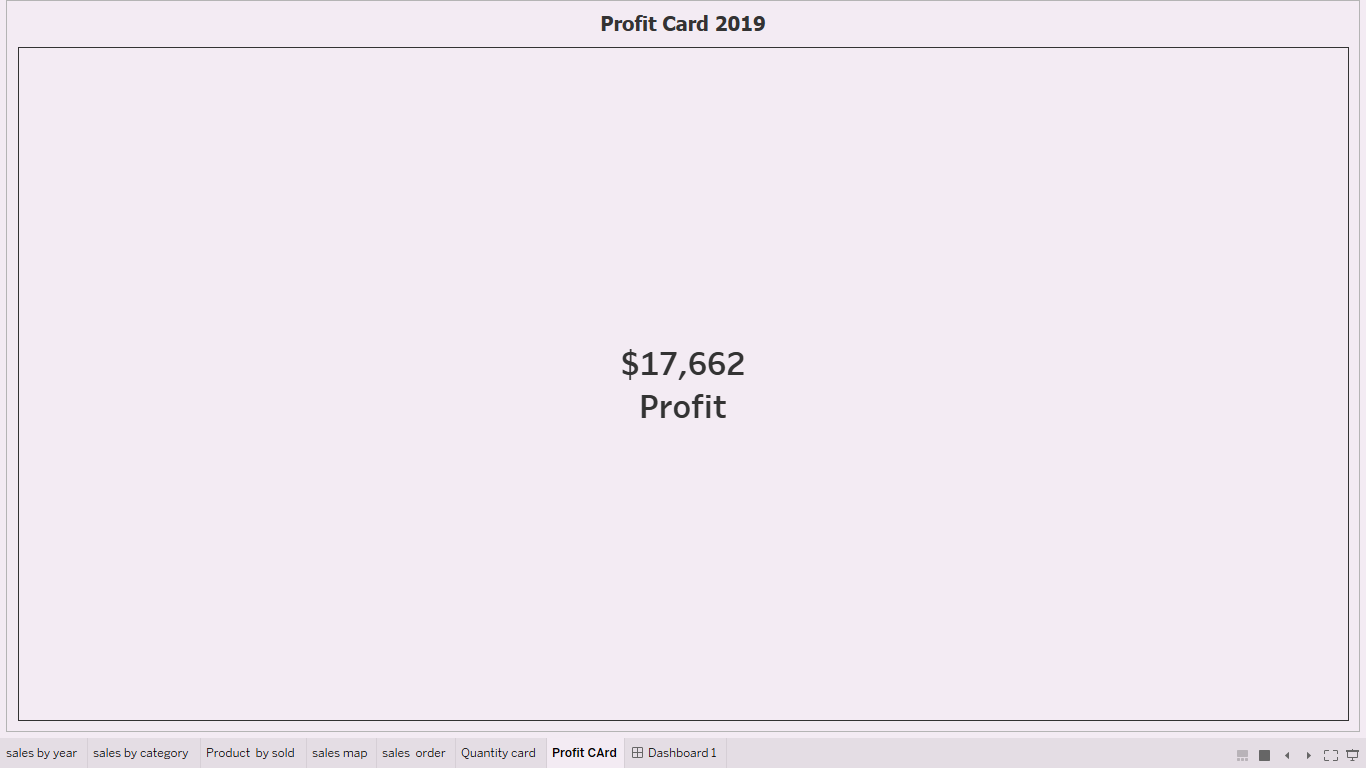 Profit Card 2019
$17,662
Profit
sales by year sales by category Product by sold sales map sales order Quantity card Profit CArd Dashboard 1